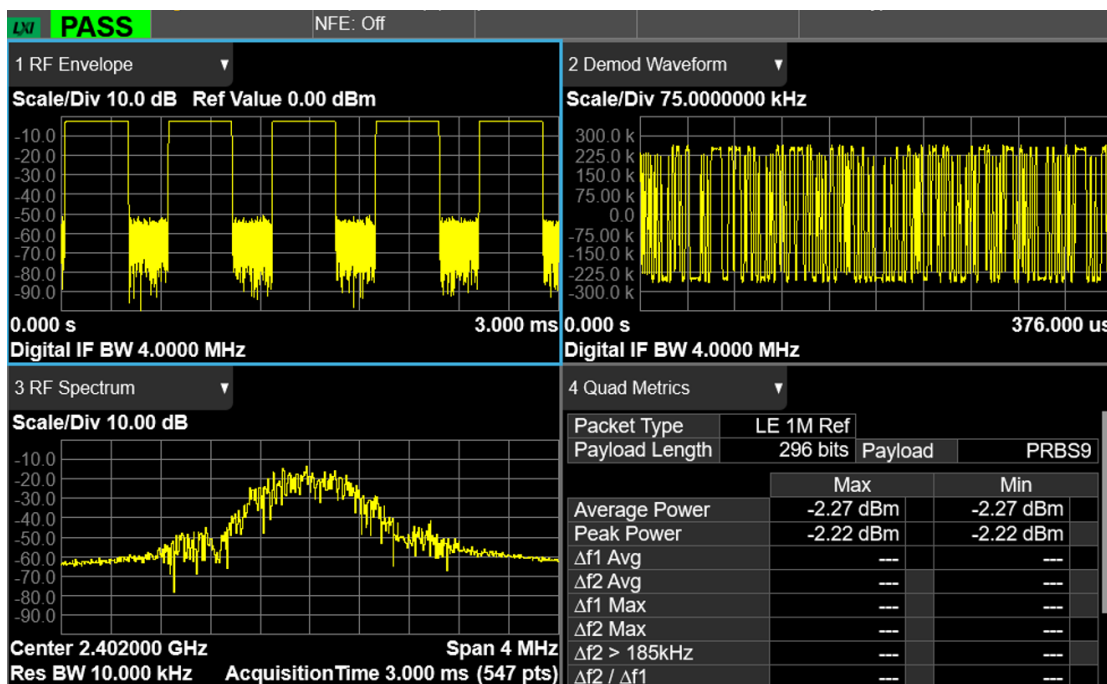 LXI PASS NFE: Off
1 RF Envelope
Scale/Div 10.0 dB Ref Value 0.00 dBm
-10.0
-20.0
-30.0
-40.0
-50.0
-60.0
-70.0
-80.0
-90.0
0.000 s 3.000 ms
Digital IF BW 4.0000 MHz
2 Demod Waveform
Scale/Div 75.0000000 kHz
300.0 k
225.0 k
150.0 k
75.00 k
0.0
-75.00 k
-150.0 k
-225.0 k
-300.0 k
0.000 s 376.000 us
Digital IF BW 4.0000 MHz
3 RF Spectrum
Scale/Div 10.00 dB
-10.0
-20.0
-30.0
-40.0
-50.0
-60.0
-70.0
-80.0
-90.0
Center 2.402000 GHz Span 4 MHz
Res BW 10.000 kHz Acquisition Time 3.000 ms (547 pts)
4 Quad Metrics
Packet Type LE 1M Ref
Payload Length 296 bits Payload PRBS9
Max Min
Average Power -2.27 dBm -2.27 dBm
Peak Power -2.22 dBm -2.22 dBm
Δf1 Avg --- ---
Δf2 Avg --- ---
Δf1 Max --- ---
Δf2 Max --- ---
Δf2 > 185kHz --- ---
Δf2 / Δf1 --- ---